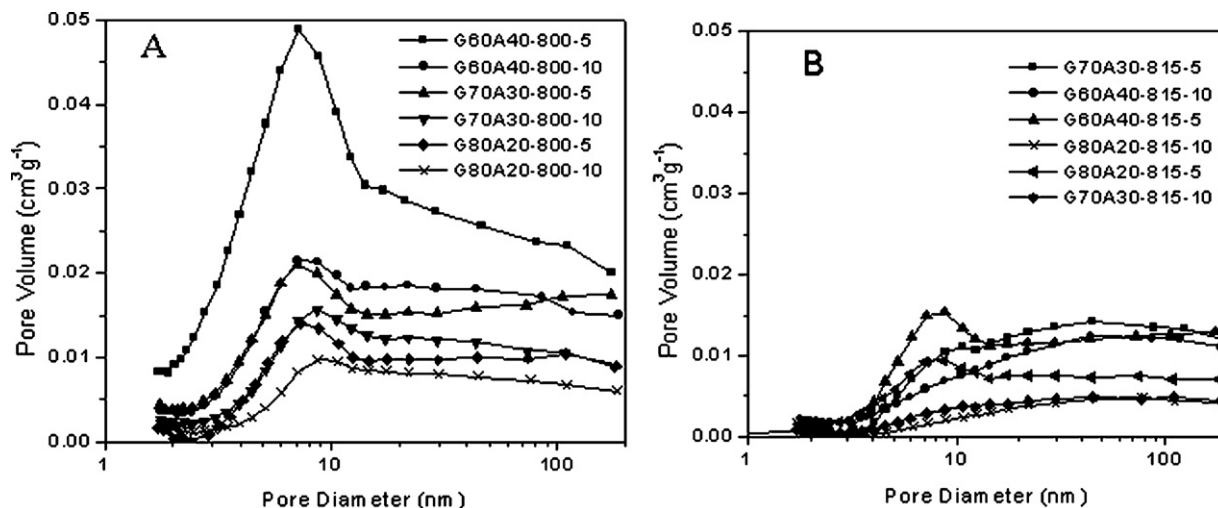 A
G60A40-800-5
G60A40-800-10
G70A30-800-5
G70A30-800-10
G80A20-800-5
G80A20-800-10
0.05
0.04
0.03
0.02
0.01
0.00
Pore Volume (cm³g⁻¹)
1
10
100
Pore Diameter (nm)
B
G70A30-815-5
G60A40-815-10
G60A40-815-5
G80A20-815-10
G80A20-815-5
G70A30-815-10
0.05
0.04
0.03
0.02
0.01
0.00
Pore Volume (cm³g⁻¹)
1
10
100
Pore Diameter (nm)